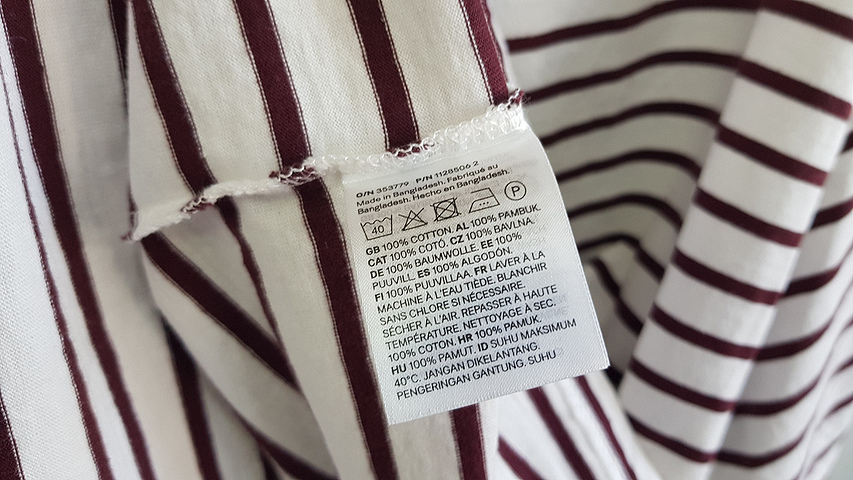 O/N 353779 P/N 1128506 2
Made in Bangladesh. Fabriqué au
Bangladesh. Hecho en Bangladesh.
40 P
GB 100% COTTON. AL 100% PAMBUK.
CAT 100% COTÓ. CZ 100% BAVLNA.
DE 100% BAUMWOLLE. EE 100%
PUUVILL. ES 100% ALGODÓN.
FI 100% PUUVILLAA. FR LAVER À LA
MACHINE À L'EAU TIÈDE. BLANCHIR
SANS CHLORE SI NÉCESSAIRE.
SÉCHER À L'AIR. REPASSER À HAUTE
TEMPÉRATURE. NETTOYAGE À SEC.
100% COTON. HR 100% PAMUK.
HU 100% PAMUT. ID SUHU MAKSIMUM
40°C. JANGAN DIKELANTANG.
PENGERINGAN GANTUNG. SUHU